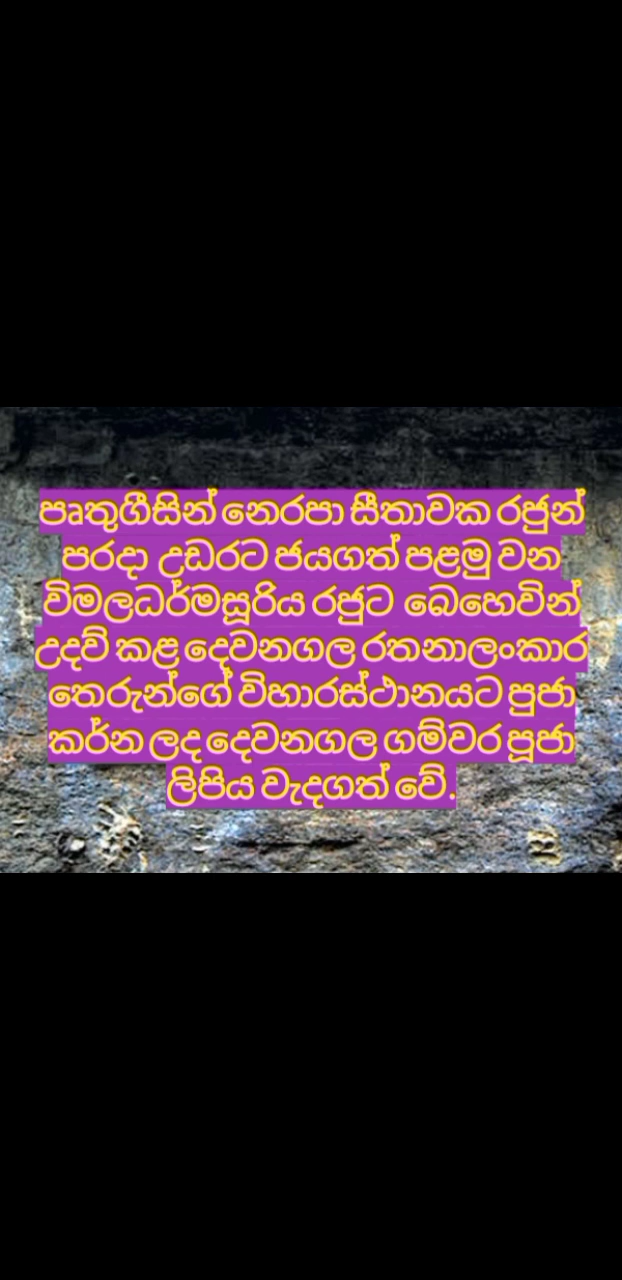 පෘතුගීසින් නෙරපා සීතාවක රජුන්
පරදා උඩරට ජයගත් පළමු වන
විමලධර්මසූරිය රජුට බෙහෙවින්
උදව් කළ දෙවනගල රතනාලංකාර
තෙරුන්ගේ විහාරස්ථානයට පුජා
කර්න ලද දෙවනගල ගම්වර පූජා
ලිපිය වැදගත් වේ.